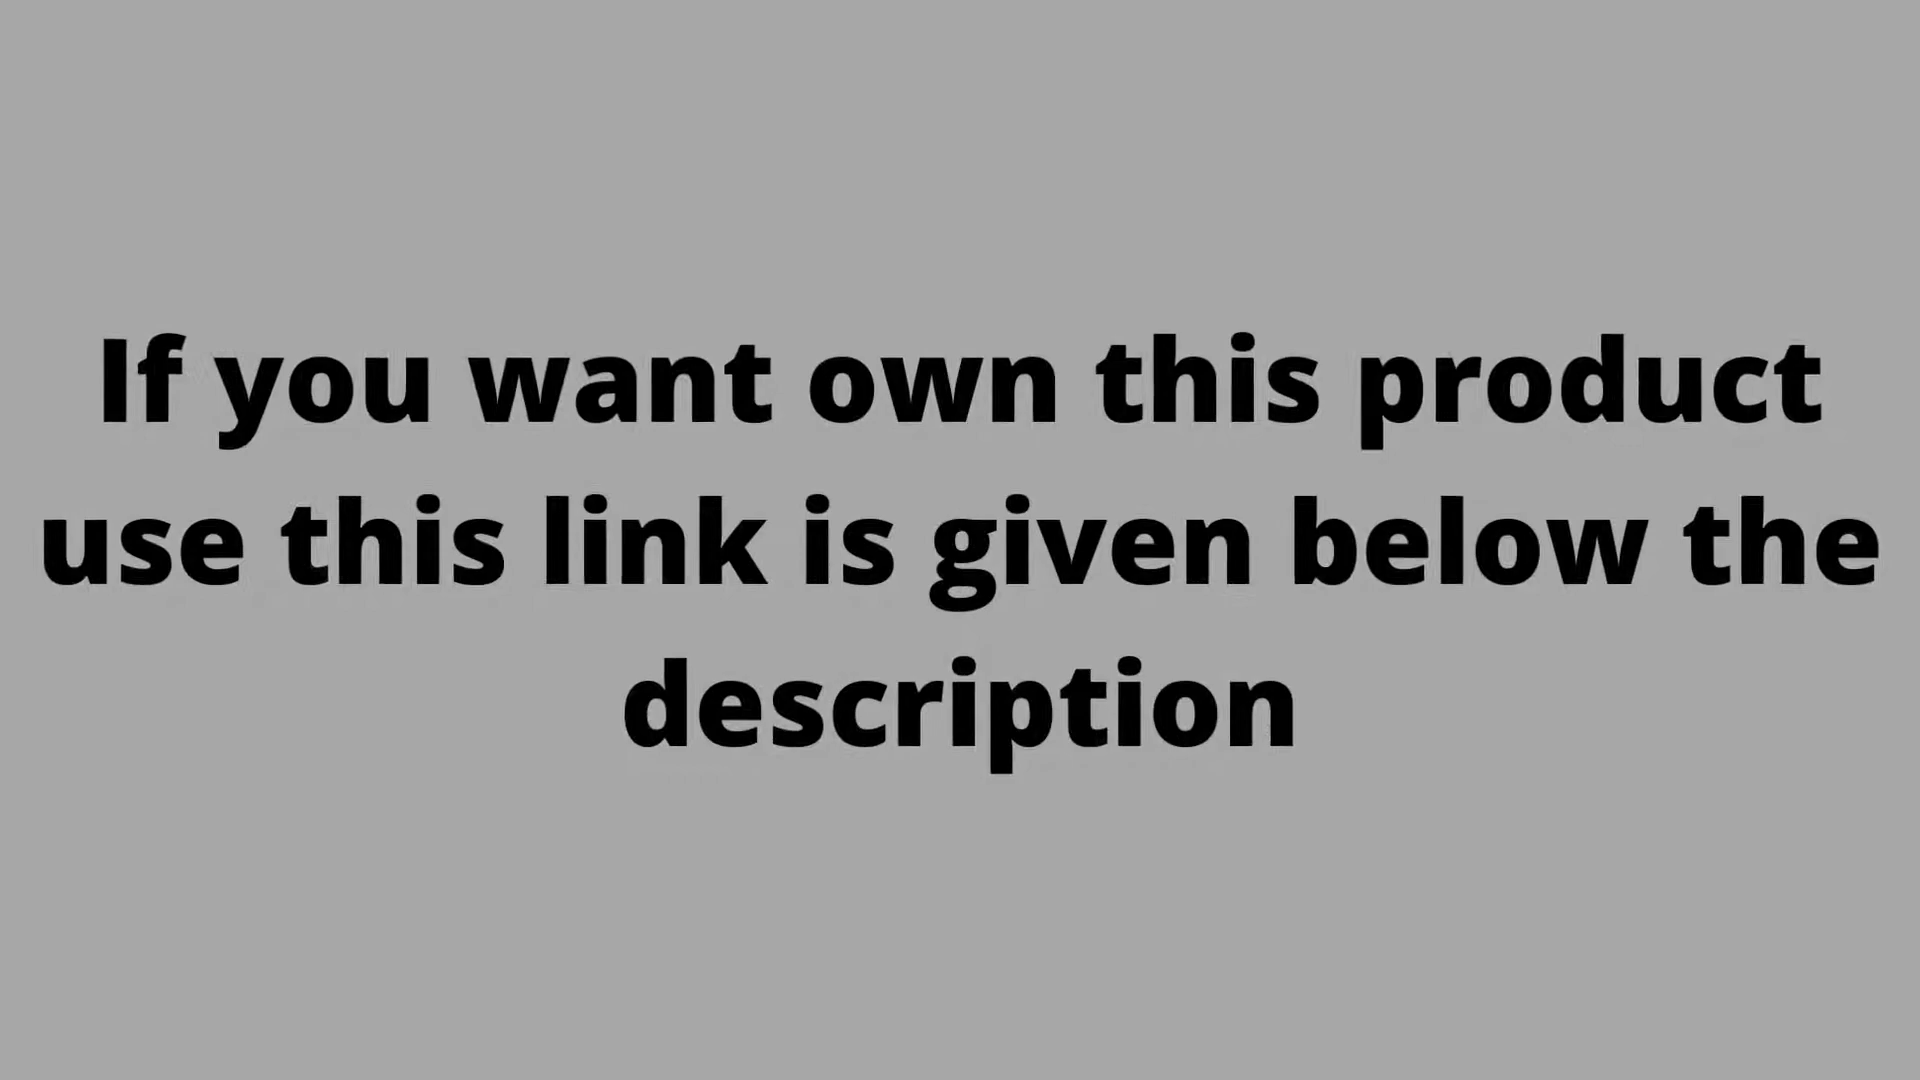 If you want own this product
use this link is given below the
description